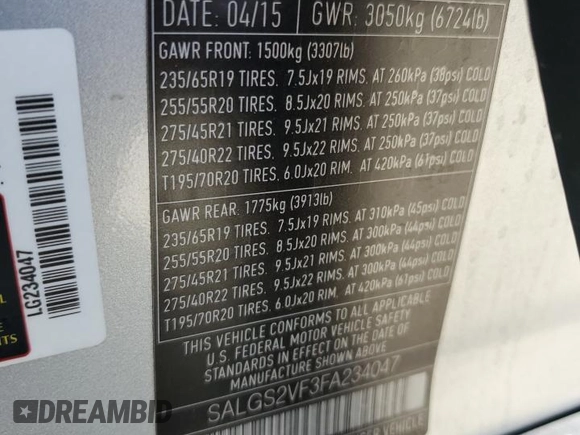 DATE: 04/15 GWR: 3050kg (6724lb)
GAWR FRONT: 1500kg (3307lb)
235/65R19 TIRES. 7.5Jx19 RIMS. AT 260kPa (38psi) COLD
255/55R20 TIRES. 8.5Jx20 RIMS. AT 250kPa (37psi) COLD
275/45R21 TIRES. 9.5Jx21 RIMS. AT 250kPa (37psi) COLD
275/40R22 TIRES. 9.5Jx22 RIMS. AT 250kPa (37psi) COLD
T195/70R20 TIRES. 6.0Jx20 RIM. AT 420kPa (61psi) COLD
GAWR REAR: 1775kg (3913lb)
235/65R19 TIRES. 7.5Jx19 RIMS. AT 310kPa (45psi) COLD
255/55R20 TIRES. 8.5Jx20 RIMS. AT 300kPa (44psi) COLD
275/45R21 TIRES. 9.5Jx21 RIMS. AT 300kPa (44psi) COLD
275/40R22 TIRES. 9.5Jx22 RIMS. AT 300kPa (44psi) COLD
T195/70R20 TIRES. 6.0Jx20 RIM. AT 420kPa (61psi) COLD
THIS VEHICLE CONFORMS TO ALL APPLICABLE
U.S. FEDERAL MOTOR VEHICLE SAFETY
STANDARDS IN EFFECT ON THE DATE OF
MANUFACTURE SHOWN ABOVE
SALGS2VF3FA234047
VEHICLE
LG234047
DREAMBID
DREAMBID